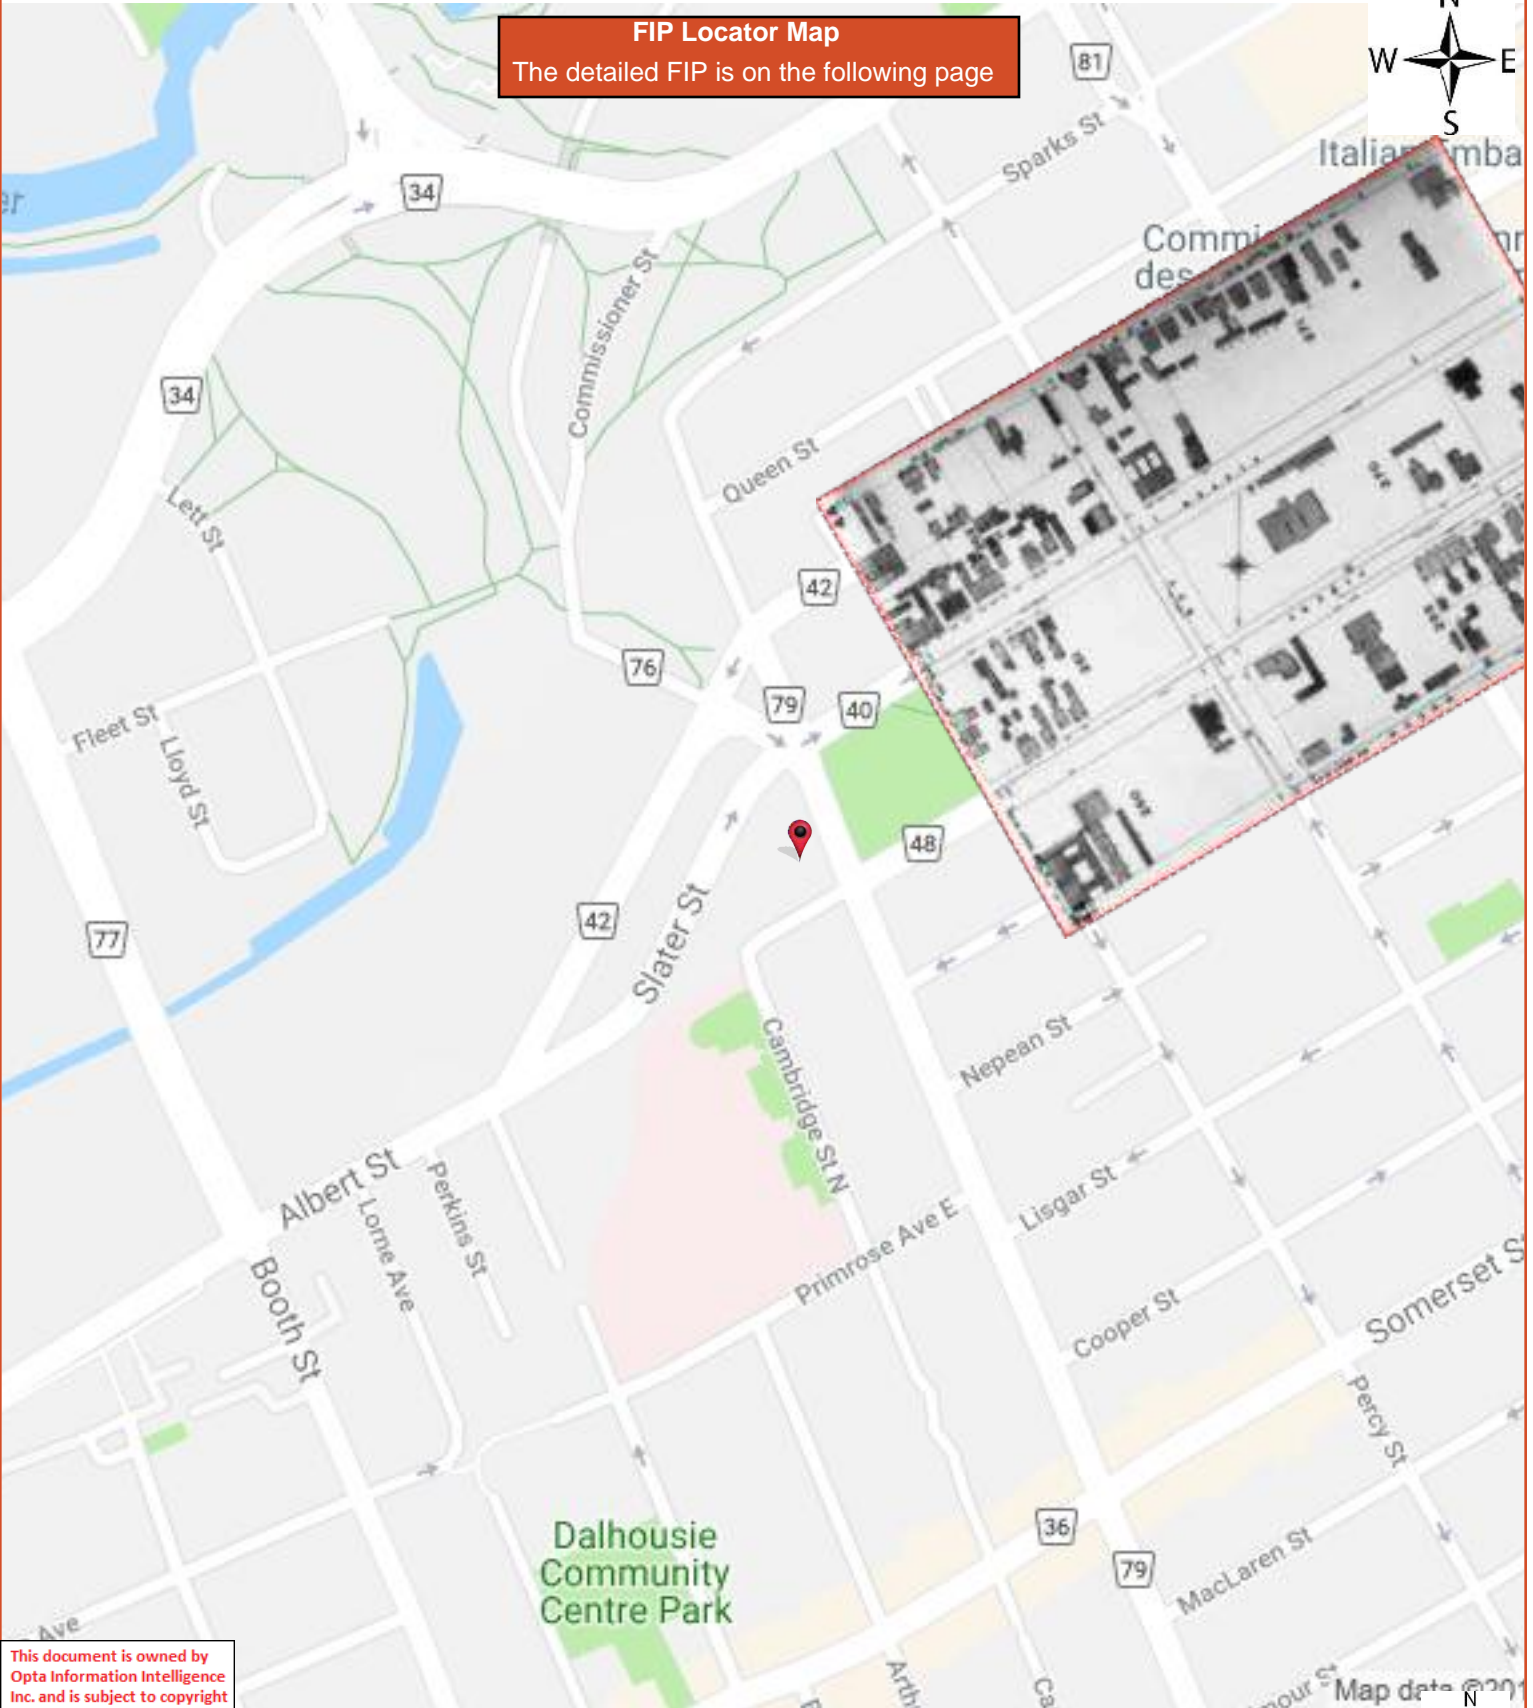 N
W E
S
FIP Locator Map
The detailed FIP is on the following page
81
Sparks St
34
Commissioner St
34
Queen St
Lett St
42
76
79
40
Fleet St
Lloyd St
48
42
77
Slater St
Cambridge St N
Nepean St
Albert St
Perkins St
Lorne Ave
Lisgar St
Primrose Ave E
Booth St
Cooper St
Somerset S
Percy St
36
79
MacLaren St
Dalhousie
Community
Centre Park
Ave
This document is owned by
Opta Information Intelligence
Inc. and is subject to copyright
Map data ©201
N